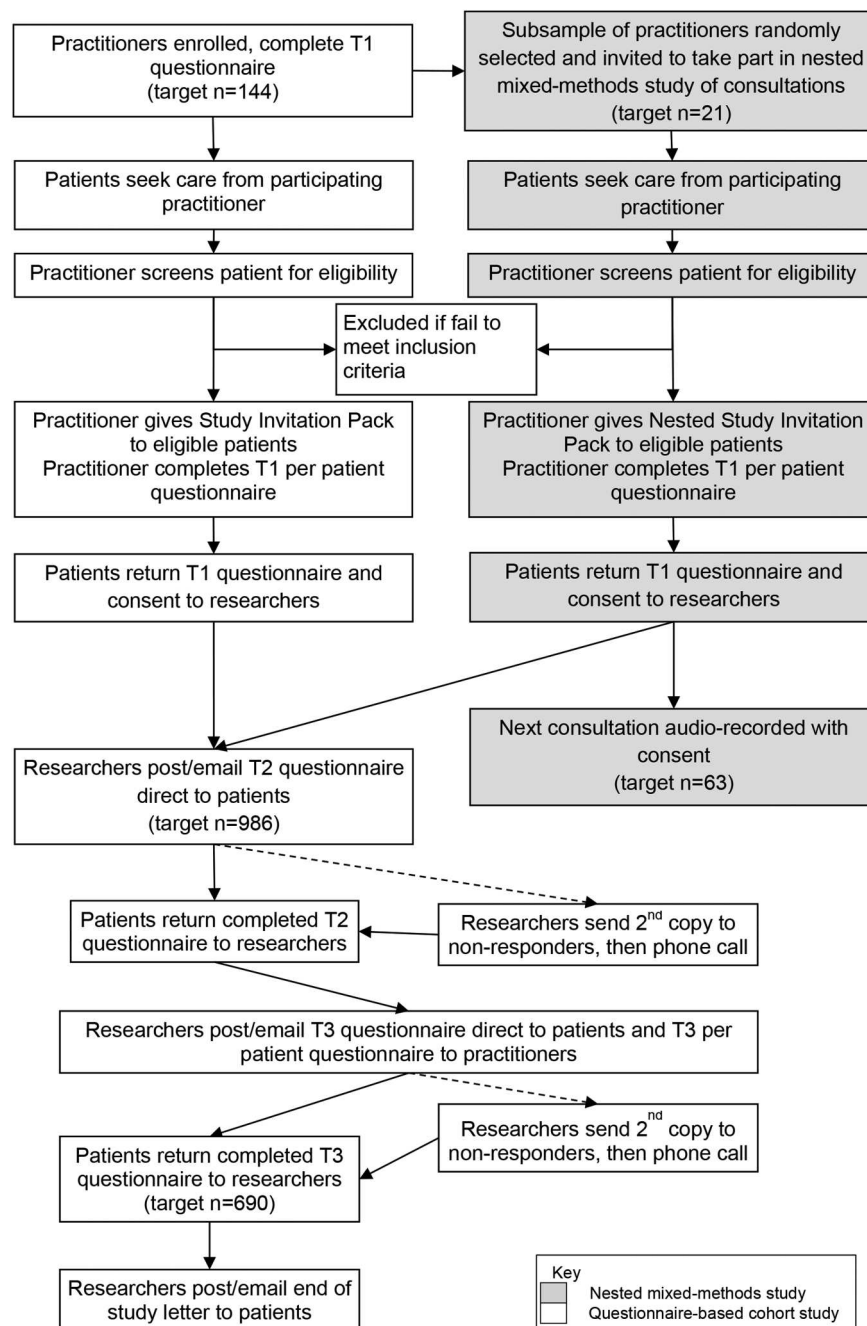 Practitioners enrolled, complete T1
questionnaire
(target n=144)
Subsample of practitioners randomly
selected and invited to take part in nested
mixed-methods study of consultations
(target n=21)
Patients seek care from participating
practitioner
Patients seek care from participating
practitioner
Practitioner screens patient for eligibility
Practitioner screens patient for eligibility
Excluded if fail to
meet inclusion
criteria
Practitioner gives Study Invitation Pack
to eligible patients
Practitioner completes T1 per patient
questionnaire
Practitioner gives Nested Study Invitation
Pack to eligible patients
Practitioner completes T1 per patient
questionnaire
Patients return T1 questionnaire and
consent to researchers
Patients return T1 questionnaire and
consent to researchers
Next consultation audio-recorded with
consent
(target n=63)
Researchers post/email T2 questionnaire
direct to patients
(target n=986)
Patients return completed T2
questionnaire to researchers
Researchers send 2nd copy to
non-responders, then phone call
Researchers post/email T3 questionnaire direct to patients and T3 per
patient questionnaire to practitioners
Patients return completed T3
questionnaire to researchers
(target n=690)
Researchers send 2nd copy to
non-responders, then phone call
Researchers post/email end of
study letter to patients
Key
Nested mixed-methods study
Questionnaire-based cohort study